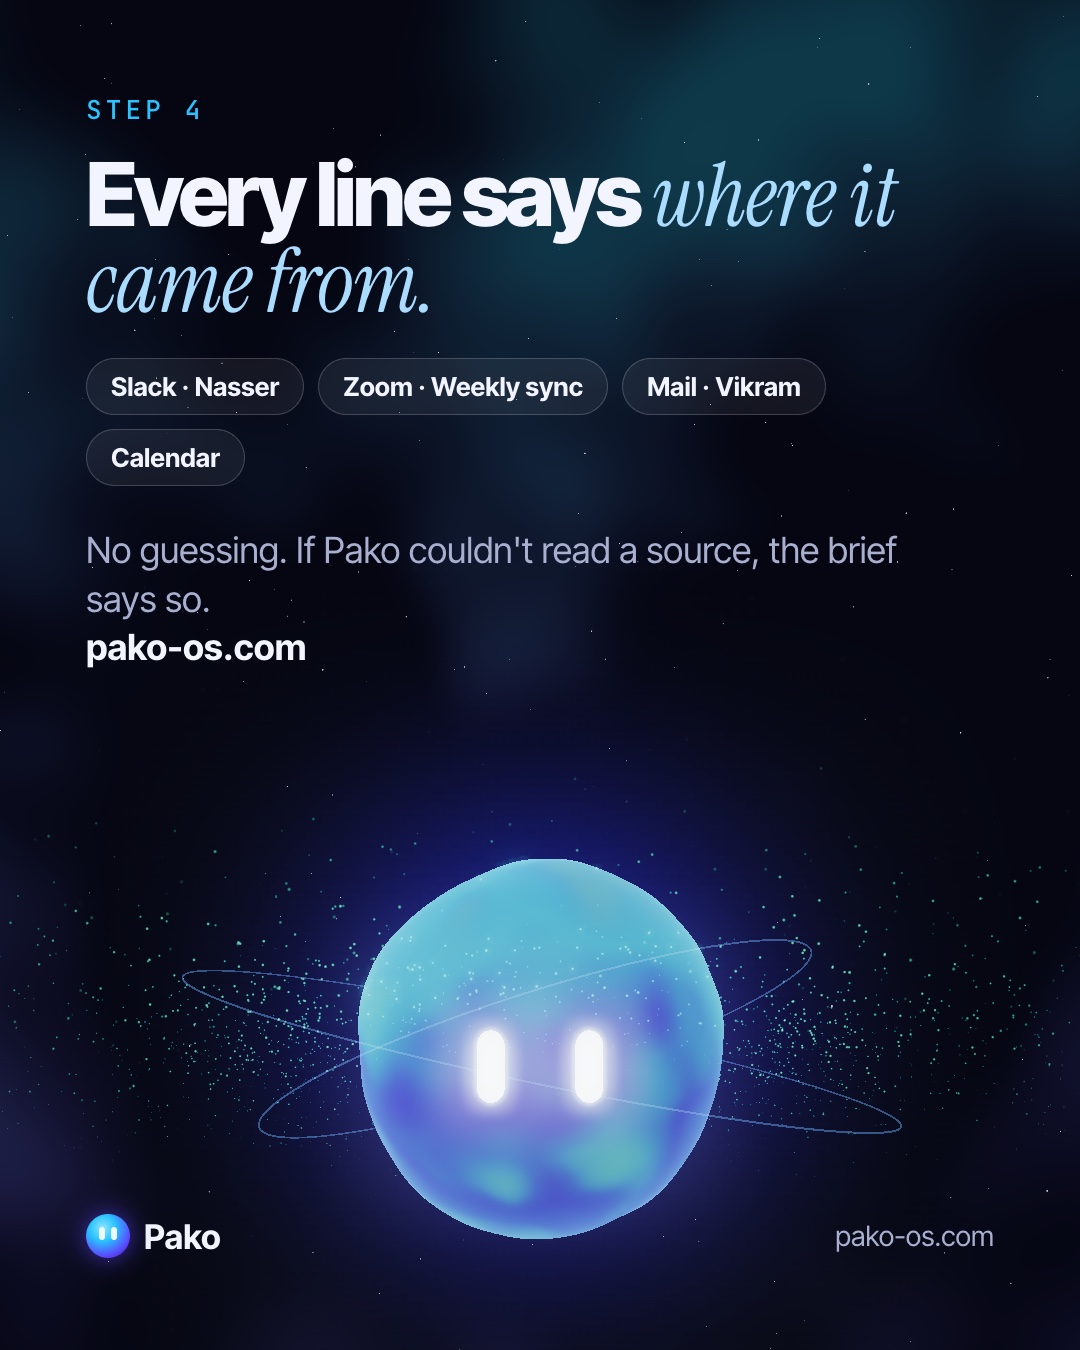 STEP 4
Every line says where it
came from.
Slack · Nasser
Zoom · Weekly sync
Mail · Vikram
Calendar
No guessing. If Pako couldn't read a source, the brief
says so.
pako-os.com
Pako
pako-os.com